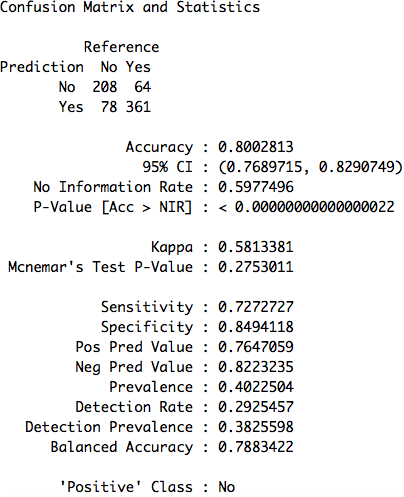 Confusion Matrix and Statistics
Reference
Prediction No Yes
No 208 64
Yes 78 361
Accuracy : 0.8002813
95% CI : (0.7689715, 0.8290749)
No Information Rate : 0.5977496
P-Value [Acc > NIR] : < 0.00000000000000022
Kappa : 0.5813381
Mcnemar's Test P-Value : 0.2753011
Sensitivity : 0.7272727
Specificity : 0.8494118
Pos Pred Value : 0.7647059
Neg Pred Value : 0.8223235
Prevalence : 0.4022504
Detection Rate : 0.2925457
Detection Prevalence : 0.3825598
Balanced Accuracy : 0.7883422
'Positive' Class : No